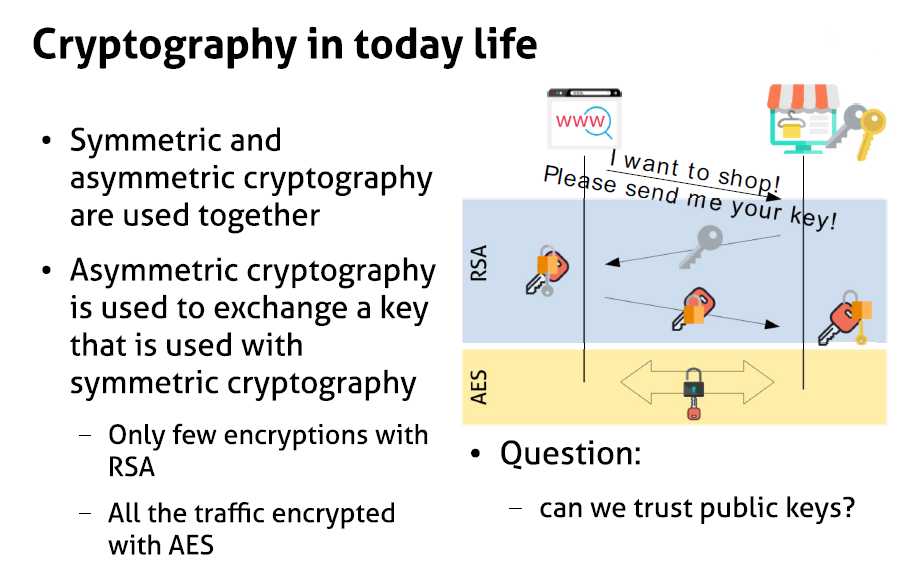 Cryptography in today life
• Symmetric and
asymmetric cryptography
are used together
• Asymmetric cryptography
is used to exchange a key
that is used with
symmetric cryptography
– Only few encryptions with
RSA
– All the traffic encrypted
with AES
www
I want to shop!
Please send me your key!
RSA
AES
• Question:
– can we trust public keys?